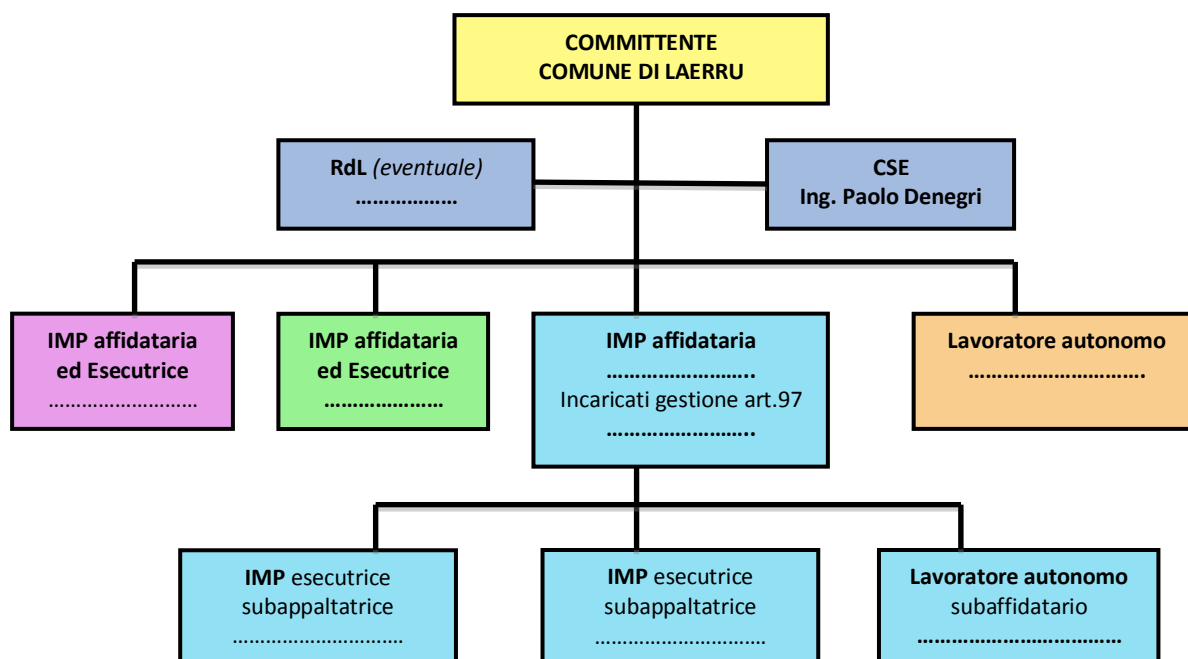 COMMITTENTE
COMUNE DI LAERRU
RdL (eventuale)
………………
CSE
Ing. Paolo Denegri
IMP affidataria
ed Esecutrice
………………………
IMP affidataria
ed Esecutrice
…………………
IMP affidataria
……………………..
Incaricati gestione art.97
……………………..
Lavoratore autonomo
……………………….
IMP esecutrice
subappaltatrice
………………………….
IMP esecutrice
subappaltatrice
………………………….
Lavoratore autonomo
subaffidatario
………………………………